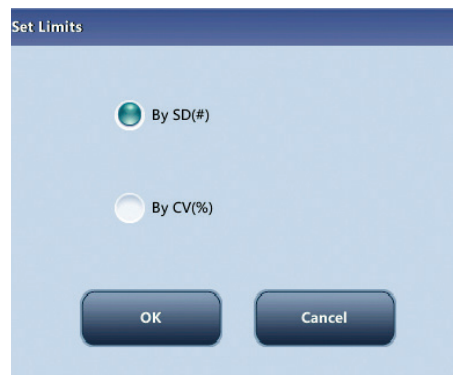 Set Limits
By SD(#)
By CV(%)
OK
Cancel